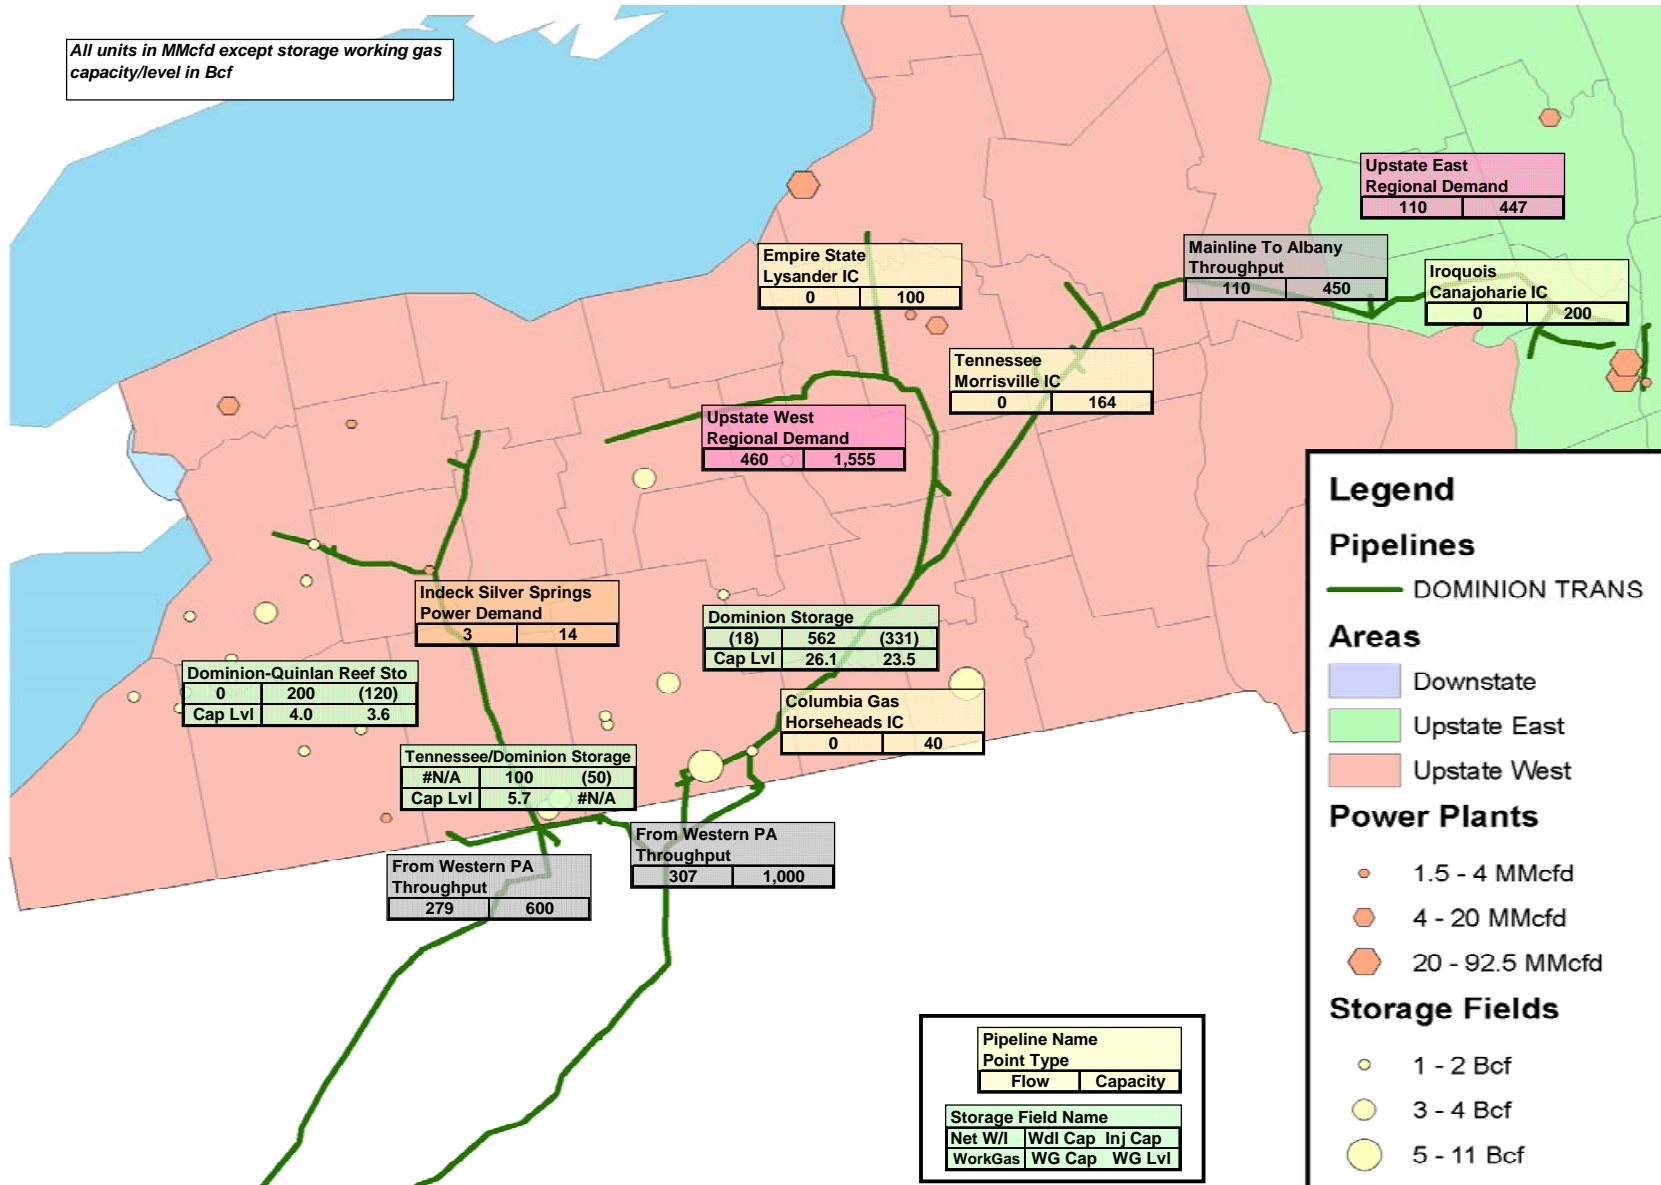 All units in MMcfd except storage working gas
capacity/level in Bcf
Upstate East
Regional Demand
110 447
Mainline To Albany
Throughput
110 450
Empire State
Lysander IC
0 100
Iroquois
Canajoharie IC
0 200
Tennessee
Morrisville IC
0 164
Upstate West
Regional Demand
460 1,555
Indeck Silver Springs
Power Demand
3 14
Dominion Storage
(18) 562 (331)
Cap Lvl 26.1 23.5
Dominion-Quinlan Reef Sto
0 200 (120)
Cap Lvl 4.0 3.6
Columbia Gas
Horseheads IC
0 40
Tennessee/Dominion Storage
#N/A 100 (50)
Cap Lvl 5.7 #N/A
From Western PA
Throughput
307 1,000
From Western PA
Throughput
279 600
Legend
Pipelines
DOMINION TRANS
Areas
Downstate
Upstate East
Upstate West
Power Plants
1.5 - 4 MMcfd
4 - 20 MMcfd
20 - 92.5 MMcfd
Storage Fields
1 - 2 Bcf
3 - 4 Bcf
5 - 11 Bcf
Pipeline Name
Point Type
Flow Capacity
Storage Field Name
Net W/I Wdl Cap Inj Cap
WorkGas WG Cap WG Lvl